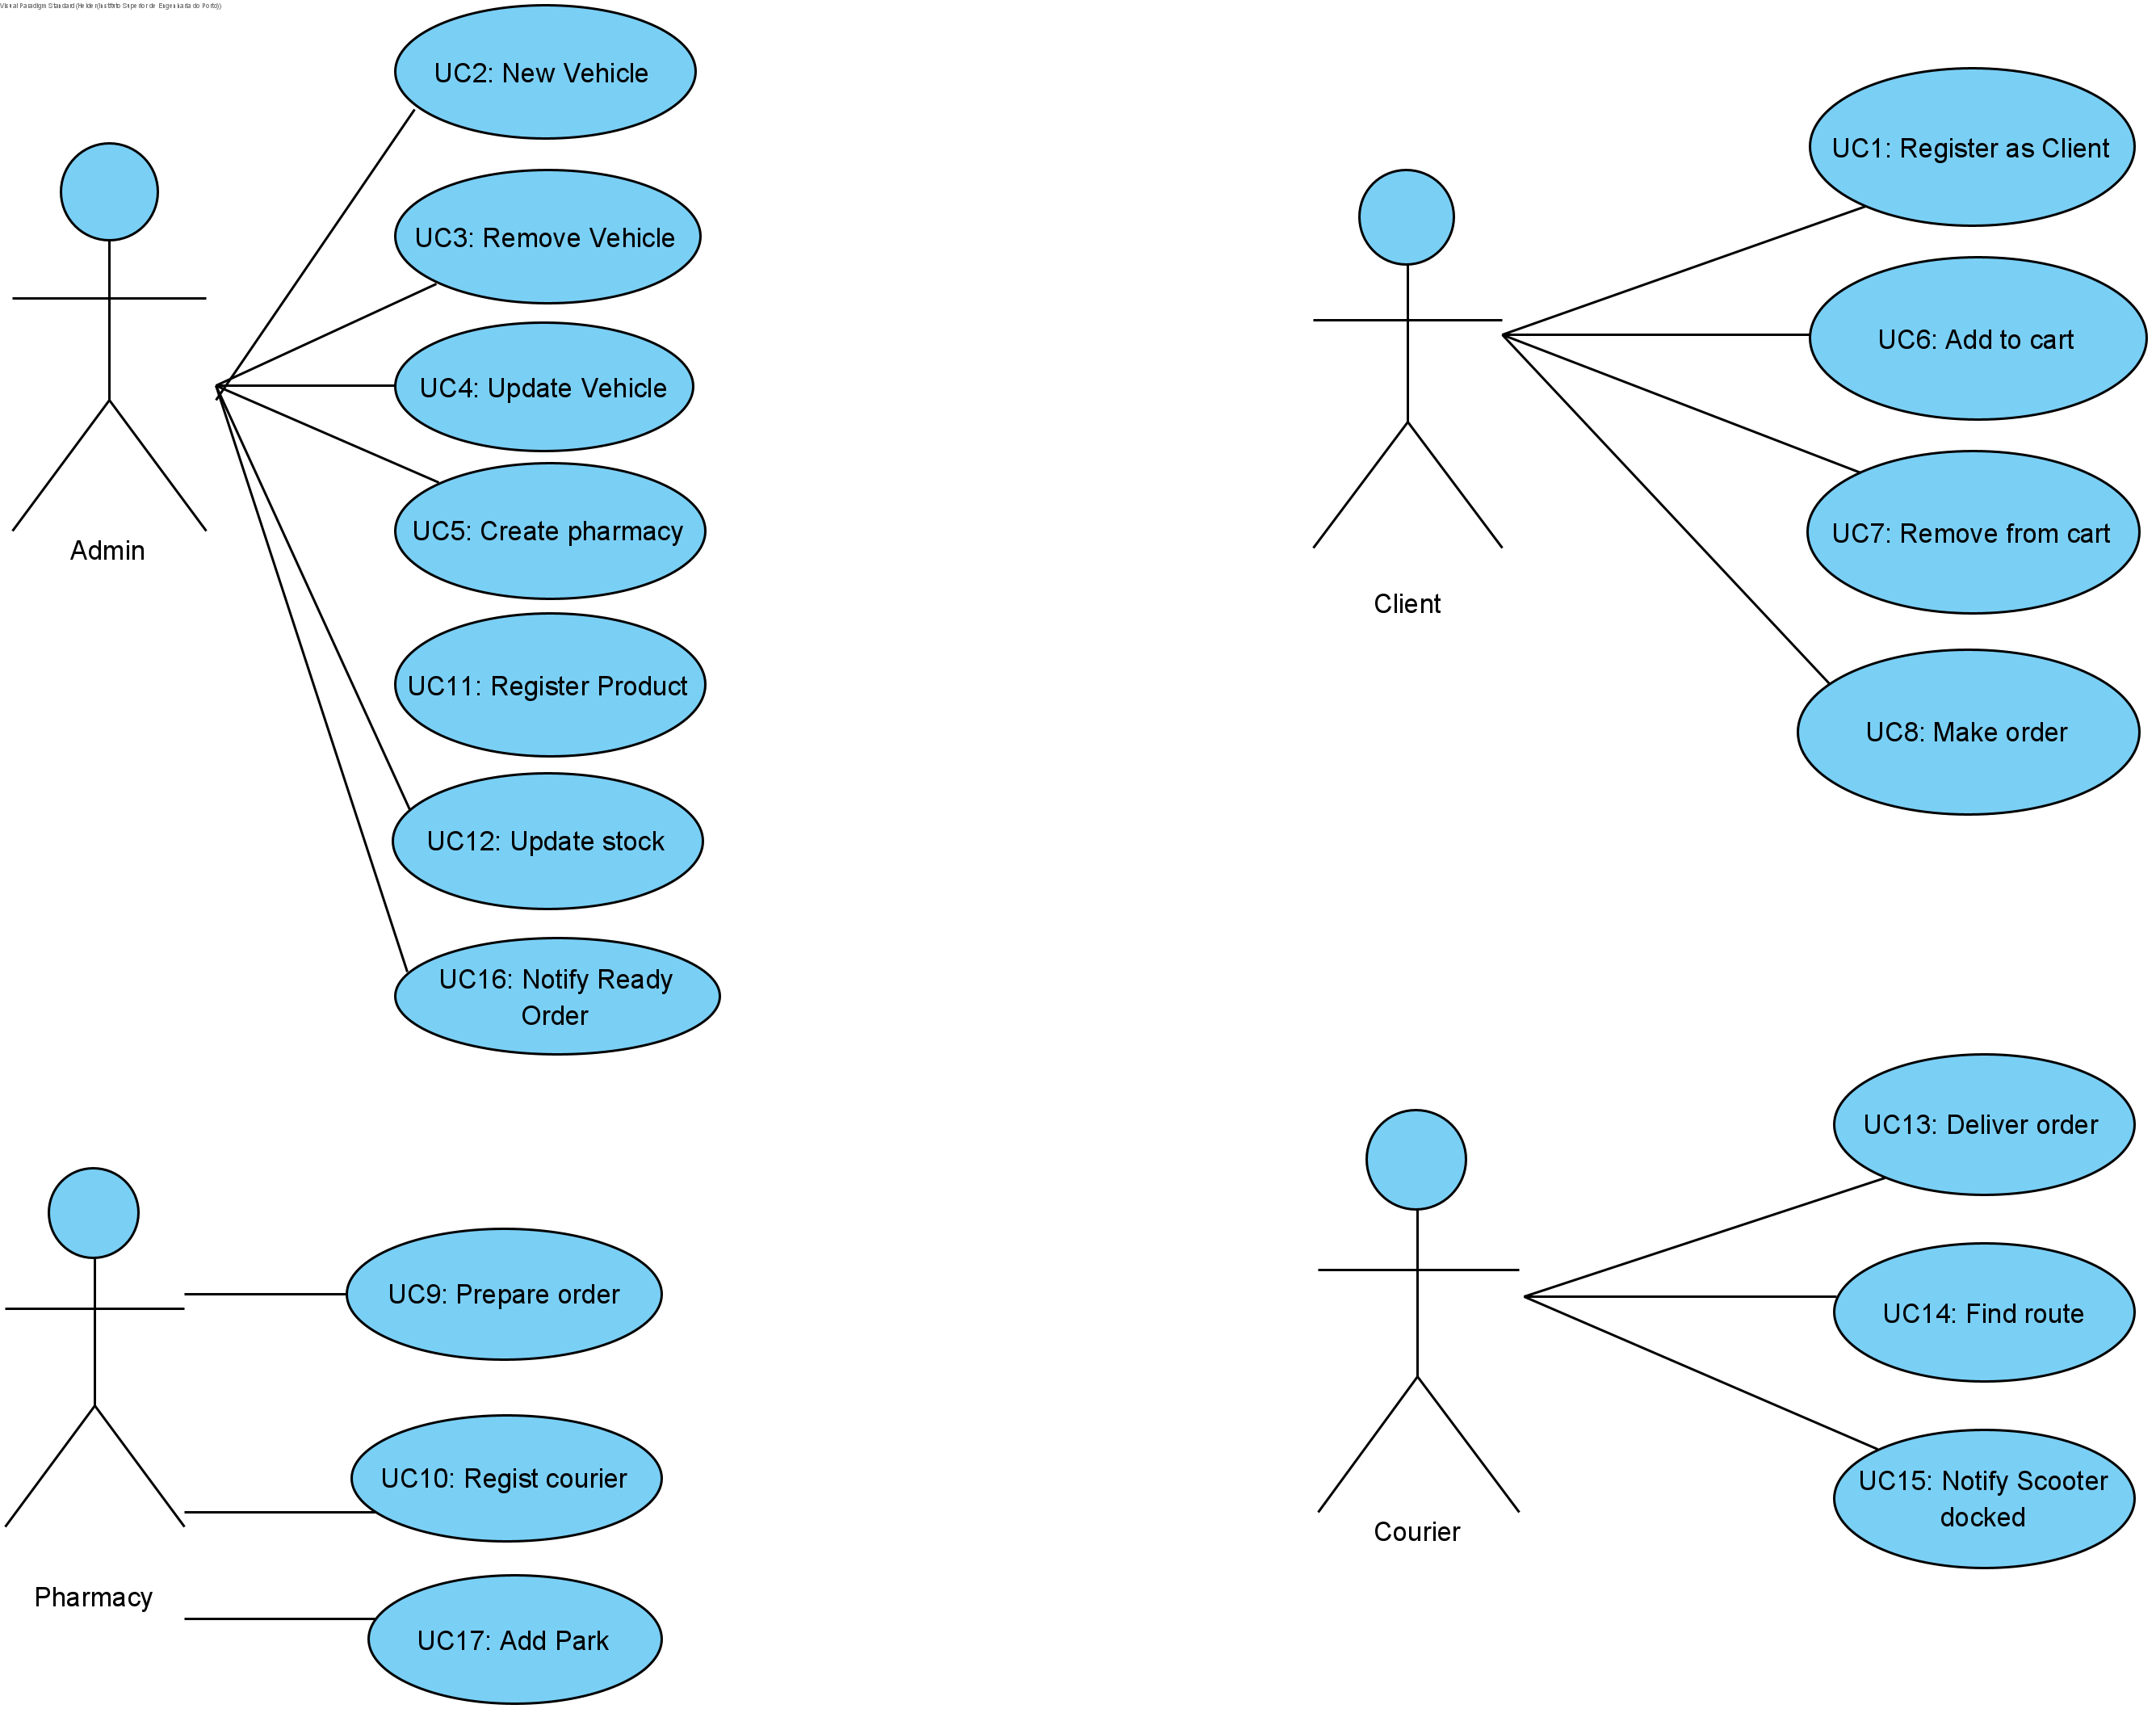 Visual Paradigm Standard(Helder(Instituto Superior de Engenharia do Porto))
UC2: New Vehicle
UC3: Remove Vehicle
UC4: Update Vehicle
UC5: Create pharmacy
Admin
UC11: Register Product
UC12: Update stock
UC16: Notify Ready
Order
UC1: Register as Client
UC6: Add to cart
UC7: Remove from cart
Client
UC8: Make order
UC9: Prepare order
UC10: Regist courier
Pharmacy
UC17: Add Park
UC13: Deliver order
UC14: Find route
UC15: Notify Scooter
docked
Courier